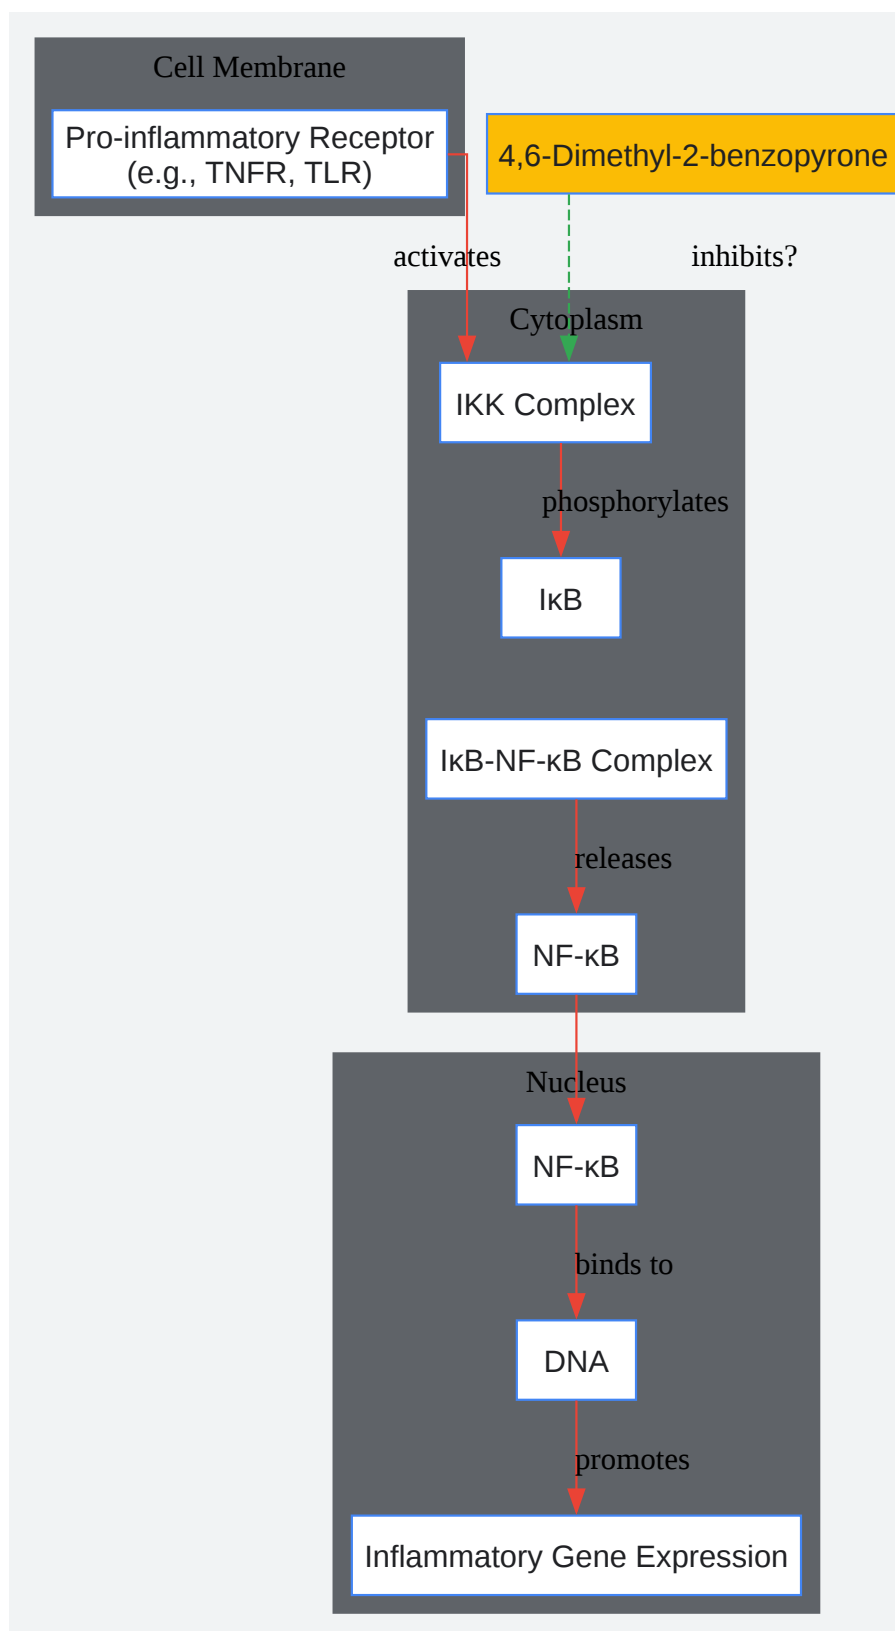 Cell Membrane
Pro-inflammatory Receptor
(e.g., TNFR, TLR)
4,6-Dimethyl-2-benzopyrone
activates
inhibits?
Cytoplasm
IKK Complex
phosphorylates
IκB
IκB-NF-κB Complex
releases
NF-κB
Nucleus
NF-κB
binds to
DNA
promotes
Inflammatory Gene Expression